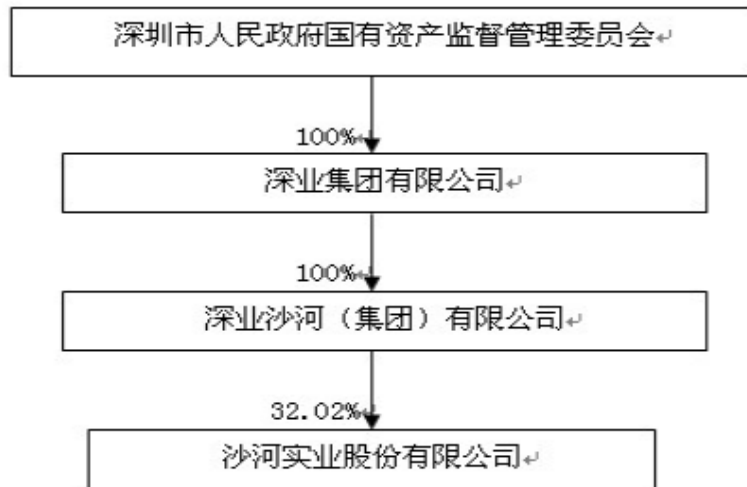 深圳市人民政府国有资产监督管理委员会↵
100%↵
深业集团有限公司↵
100%↵
深业沙河（集团）有限公司↵
32.02%↵
沙河实业股份有限公司↵